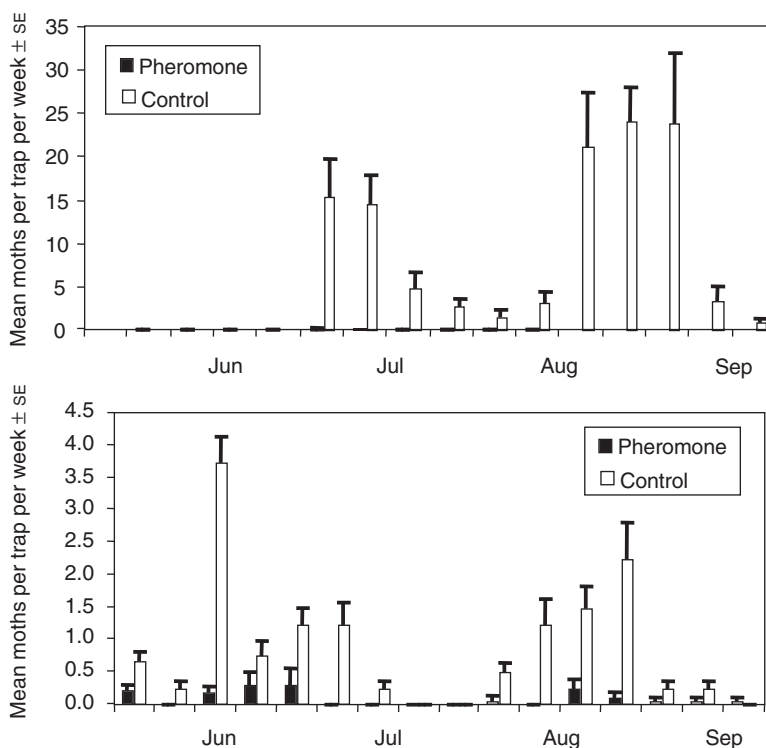 Mean moths per trap per week ± SE
35
30
25
20
15
10
5
0
Pheromone
Control
Jun
Jul
Aug
Sep
Mean moths per trap per week ± SE
4.5
4.0
3.5
3.0
2.5
2.0
1.5
1.0
0.5
0.0
Pheromone
Control
Jun
Jul
Aug
Sep